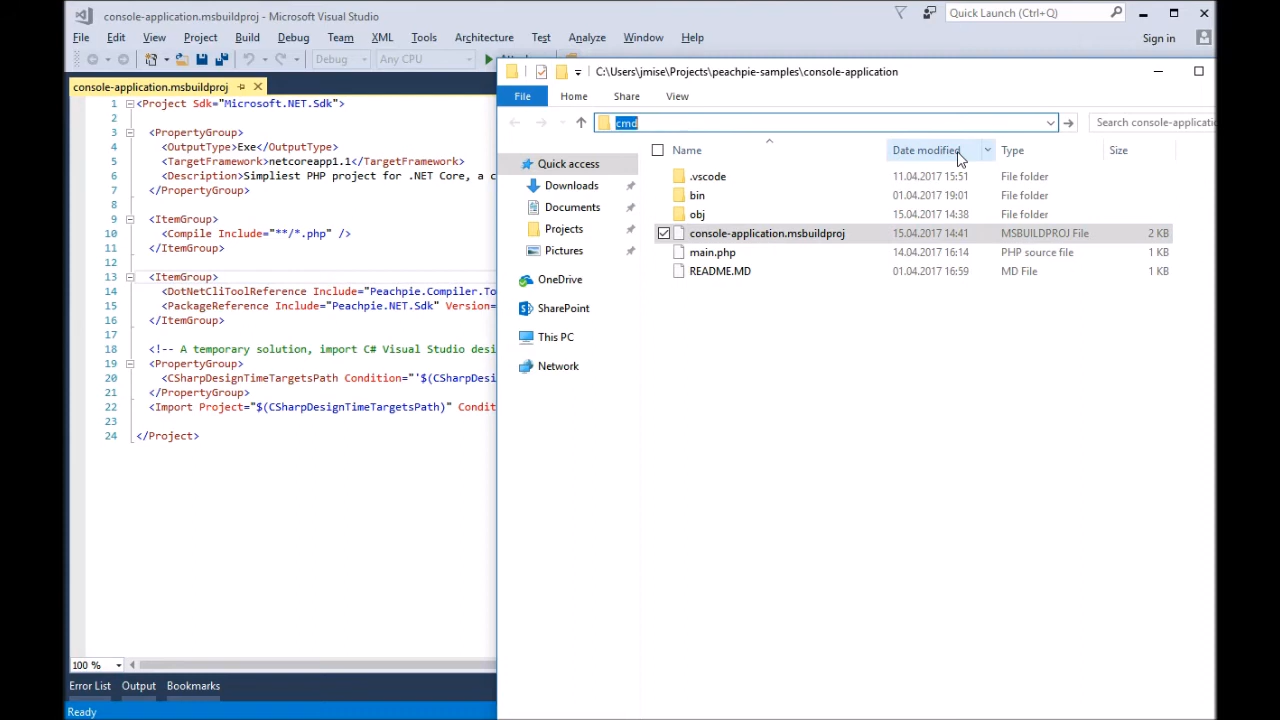 console-application.msbuildproj - Microsoft Visual Studio
Quick Launch (Ctrl+Q)
File Edit View Project Build Debug Team XML Tools Architecture Test Analyze Window Help
Sign in
Debug Any CPU
console-application.msbuildproj
1 <Project Sdk="Microsoft.NET.Sdk">
2
3 <PropertyGroup>
4 <OutputType>Exe</OutputType>
5 <TargetFramework>netcoreapp1.1</TargetFramework>
6 <Description>Simpliest PHP project for .NET Core, a c
7 </PropertyGroup>
8
9 <ItemGroup>
10 <Compile Include="**/*.php" />
11 </ItemGroup>
12
13 <ItemGroup>
14 <DotNetCliToolReference Include="Peachpie.Compiler.To
15 <PackageReference Include="Peachpie.NET.Sdk" Version=
16 </ItemGroup>
17
18 <!-- A temporary solution, import C# Visual Studio desi
19 <PropertyGroup>
20 <CSharpDesignTimeTargetsPath Condition="'$(CSharpDesi
21 </PropertyGroup>
22 <Import Project="$(CSharpDesignTimeTargetsPath)" Condit
23
24 </Project>
100 %
Error List Output Bookmarks
Ready
C:\Users\jmise\Projects\peachpie-samples\console-application
File Home Share View
cmd
Search console-applicatio
Quick access
Downloads
Documents
Projects
Pictures
OneDrive
SharePoint
This PC
Network
Name Date modified Type Size
.vscode 11.04.2017 15:51 File folder
bin 01.04.2017 19:01 File folder
obj 15.04.2017 14:38 File folder
console-application.msbuildproj 15.04.2017 14:41 MSBUILDPROJ File 2 KB
main.php 14.04.2017 16:14 PHP source file 1 KB
README.MD 01.04.2017 16:59 MD File 1 KB